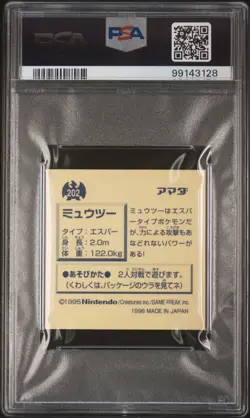 PSA
PSA
99143128
202
アマダ
ミュウツー
タイプ：エスパー
身長：2.0m
体重：122.0kg
ミュウツーはエスパ
ータイプポケモンだ
が、力による攻撃もあ
などれないパワーが
ある!
●あそびかた● 2人対戦で遊びます。
(くわしくは、パッケージのウラを見てネ)
©1995 Nintendo/Creatures inc./GAME FREAK inc.
1996 MADE IN JAPAN